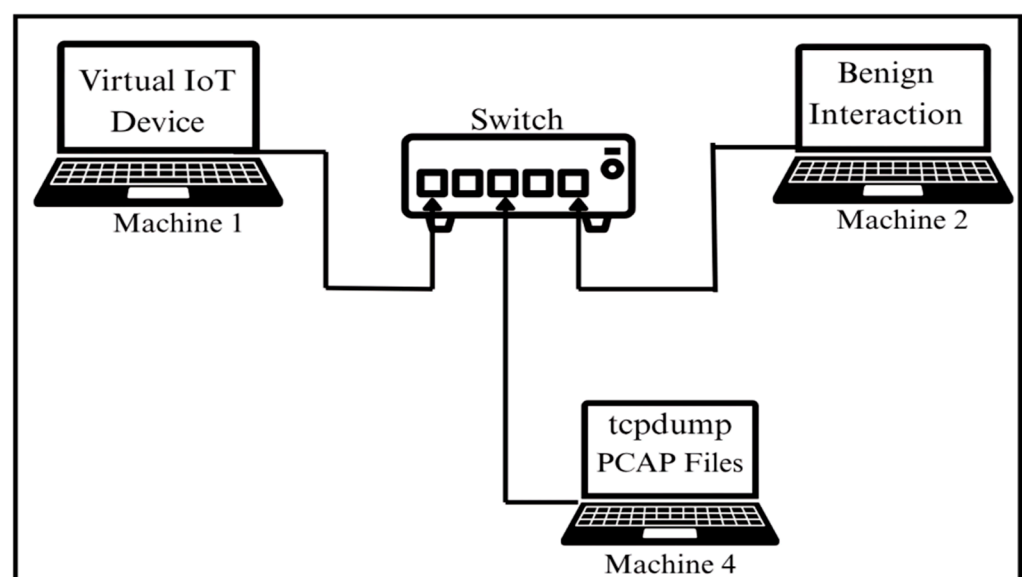 Virtual IoT
Device
Machine 1
Switch
Benign
Interaction
Machine 2
tcpdump
PCAP Files
Machine 4